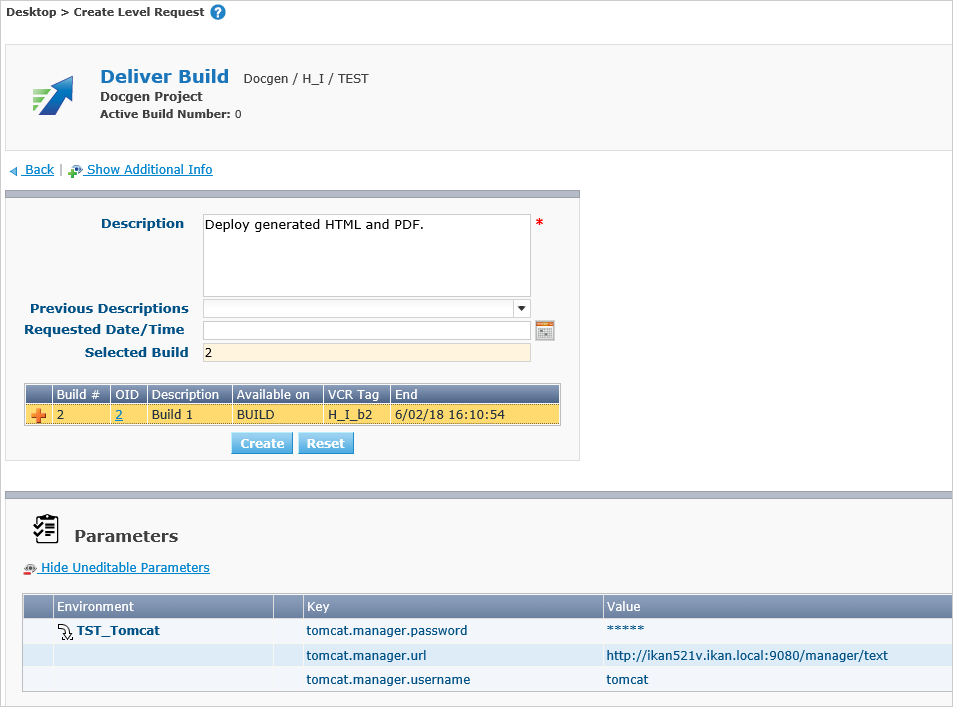 Desktop > Create Level Request ?
Deliver Build Docgen / H_I / TEST
Docgen Project
Active Build Number: 0
Back | Show Additional Info
Description Deploy generated HTML and PDF. *
Previous Descriptions
Requested Date/Time
Selected Build 2
Build # OID Description Available on VCR Tag End
2 2 Build 1 BUILD H_I_b2 6/02/18 16:10:54
Create Reset
Parameters
Hide Uneditable Parameters
Environment Key Value
TST_Tomcat tomcat.manager.password *****
tomcat.manager.url http://ikan521v.ikan.local:9080/manager/text
tomcat.manager.username tomcat